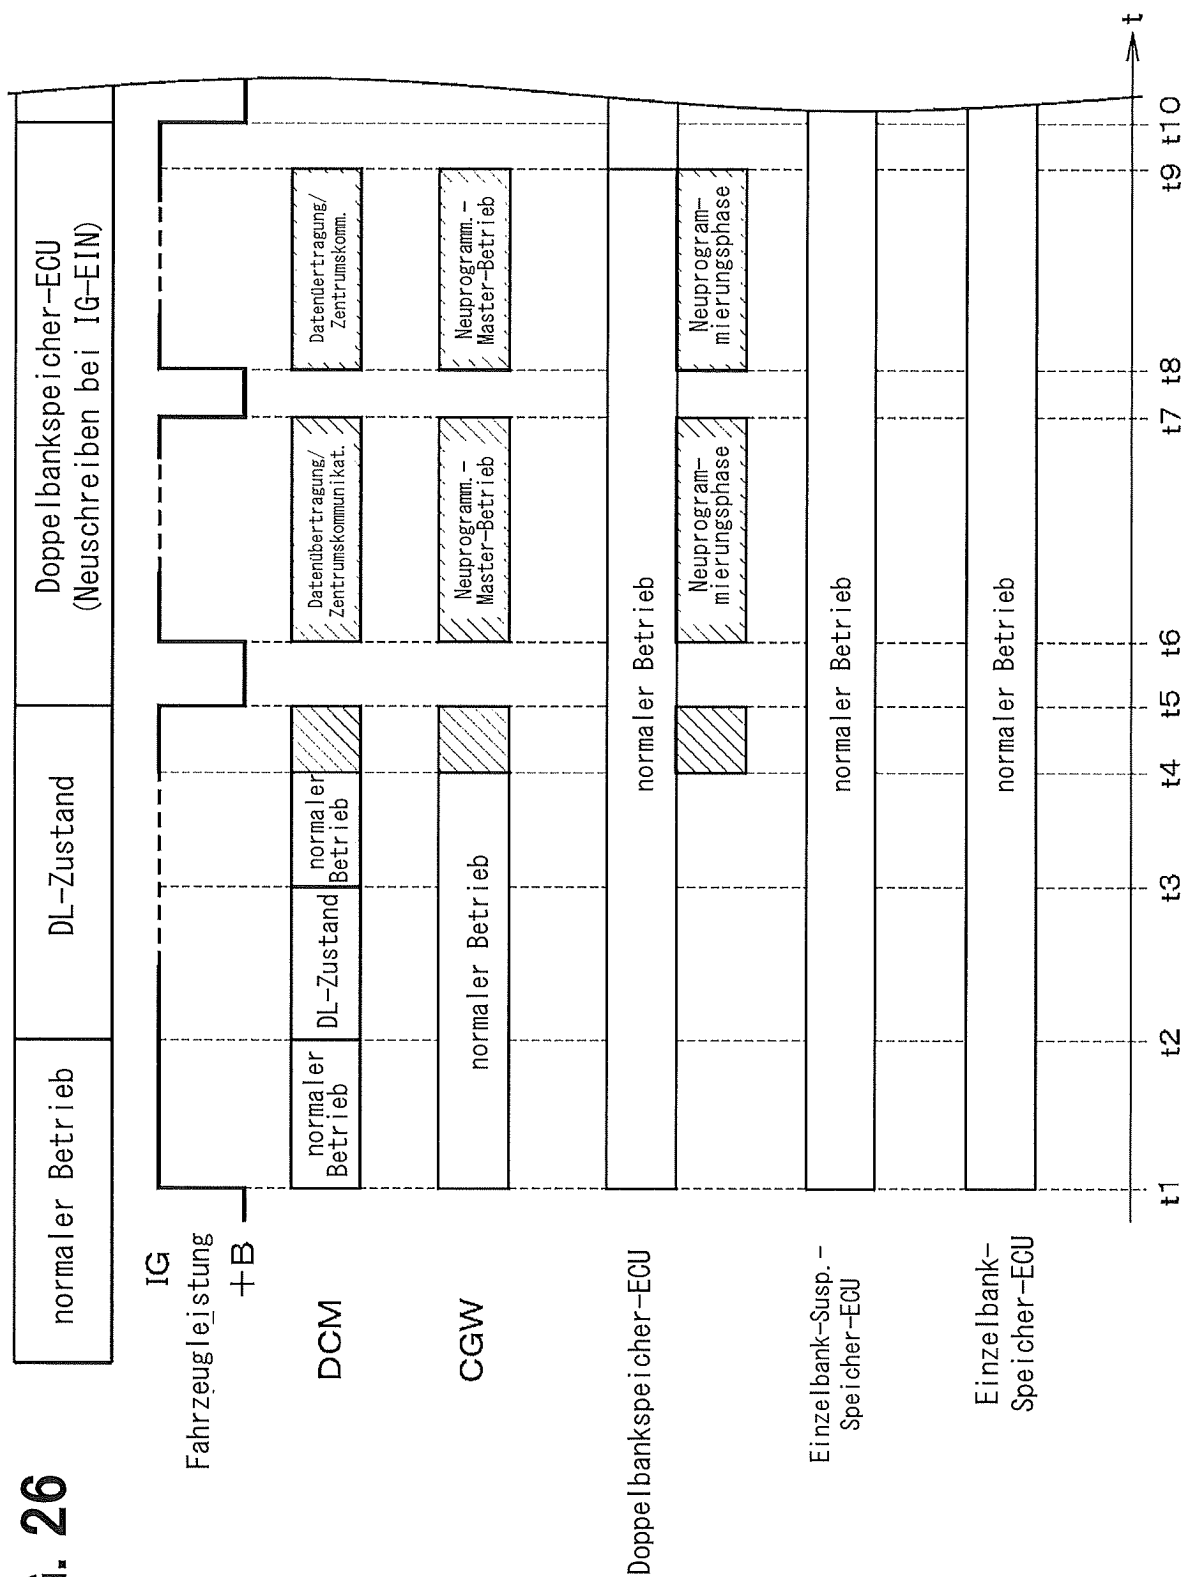 G. 26
normaler Betrieb
DL-Zustand
Doppelbankspeicher-ECU
(Neuschreiben bei IG-EIN)
IG
Fahrzeugleistung
+B
DCM
normaler
Betrieb
DL-Zustand
normaler
Betrieb
Datenübertragung/
Zentrumskommunikat.
Datenüertragung/
Zentrumskomm.
CGW
normaler Betrieb
Neuprogramm.-
Master-Betrieb
Neuprogramm.-
Master-Betrieb
Doppelbankspeicher-ECU
normaler Betrieb
Neuprogram-
mierungsphase
Neuprogram-
mierungsphase
Einzelbank-Susp.-
Speicher-ECU
normaler Betrieb
Einzelbank-
Speicher-ECU
normaler Betrieb
t1 t2 t3 t4 t5 t6 t7 t8 t9 t10 t